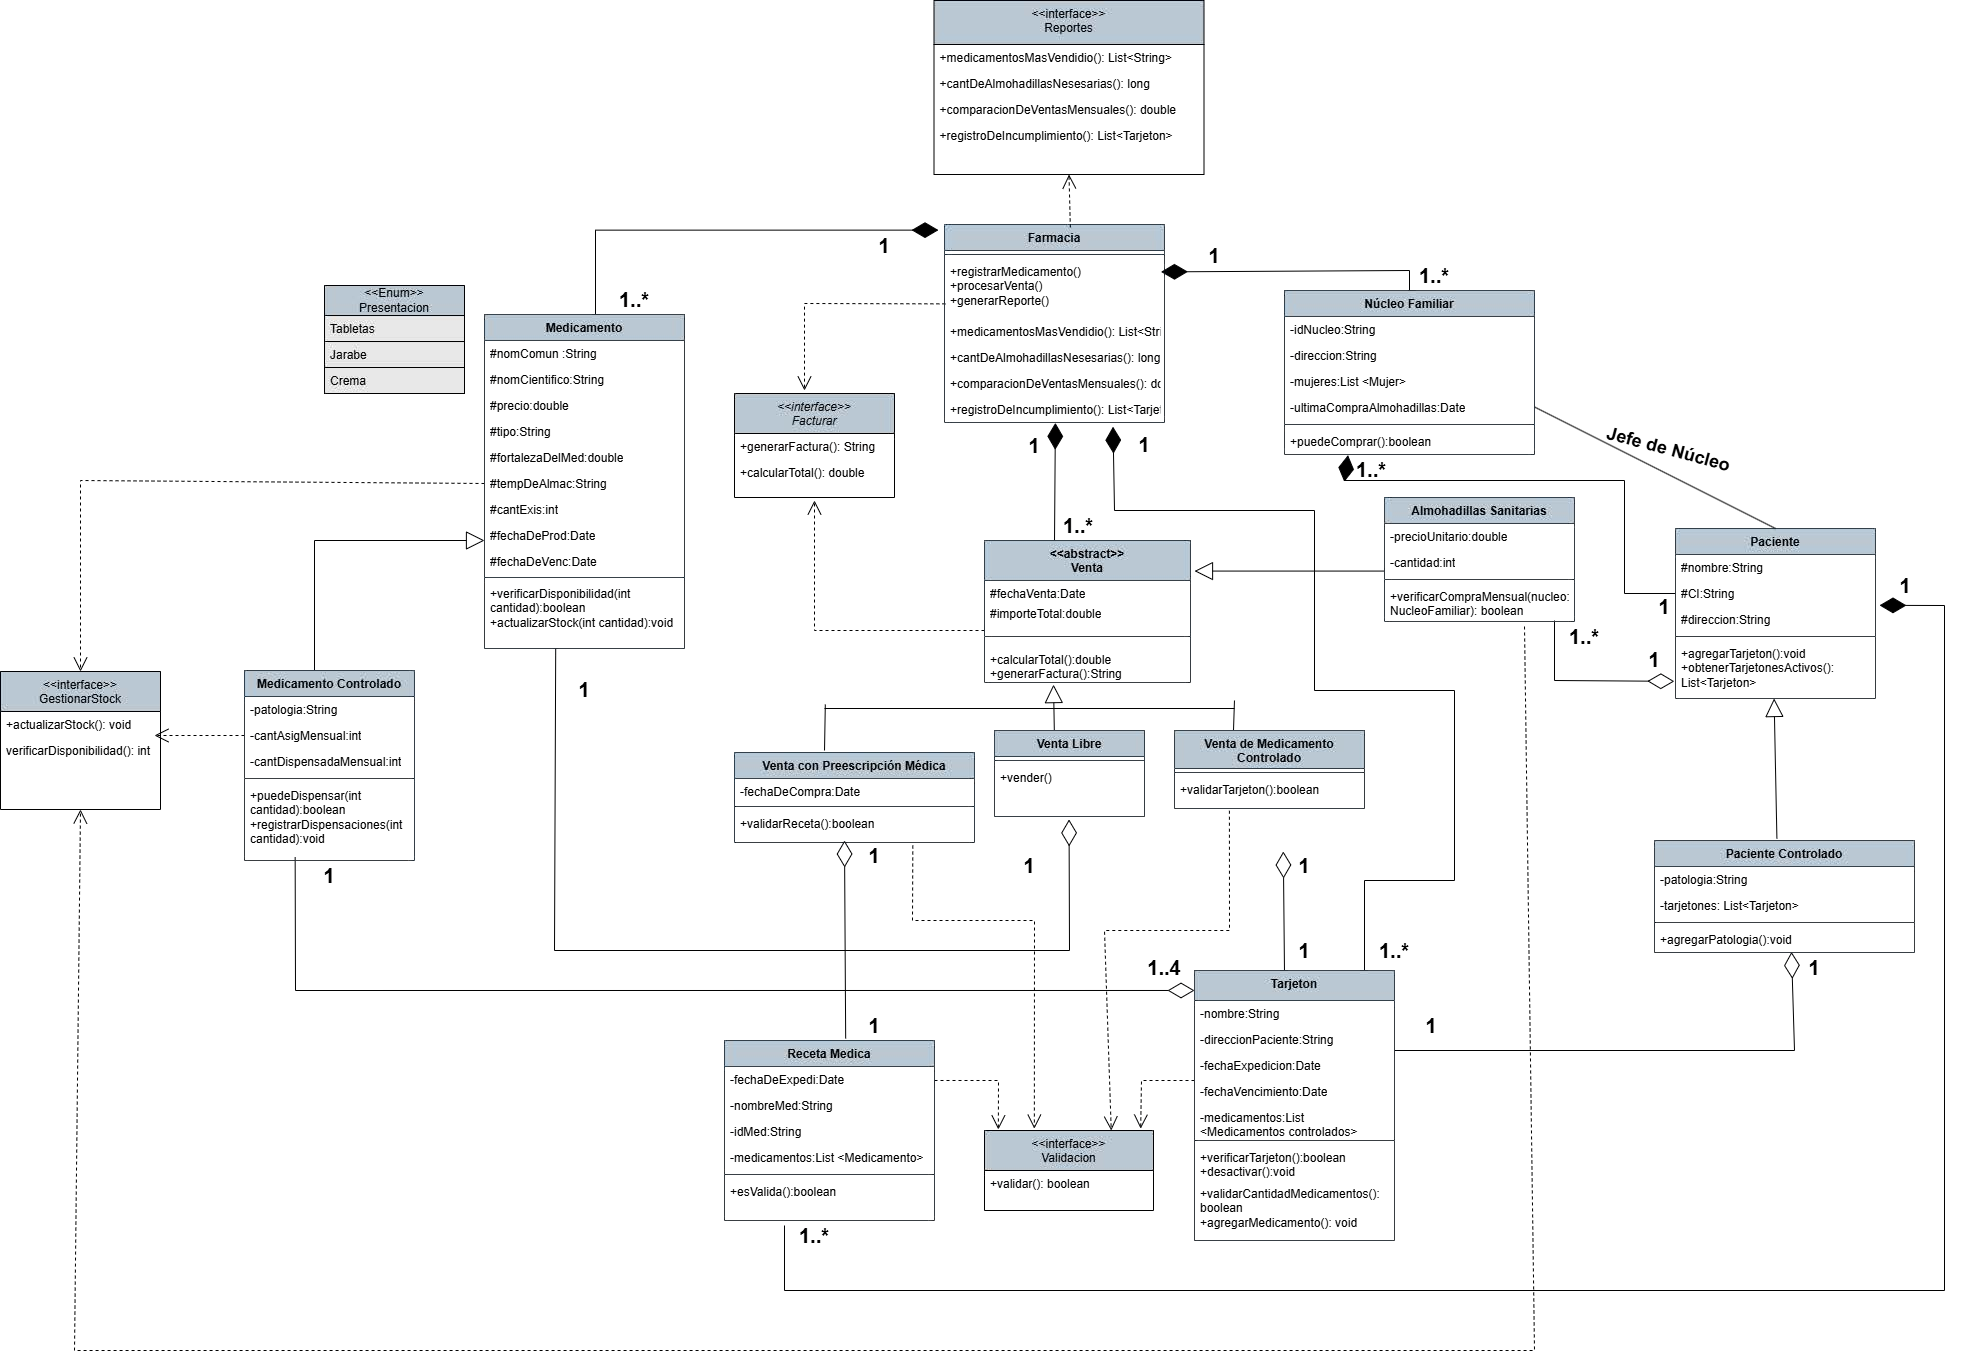 <<interface>>
Reportes
+medicamentosMasVendidio(): List<String>
+cantDeAlmohadillasNesesarias(): long
+comparacionDeVentasMensuales(): double
+registroDeIncumplimiento(): List<Tarjeton>
Farmacia
+registrarMedicamento()
+procesarVenta()
+generarReporte()
+medicamentosMasVendidio(): List<Stri
+cantDeAlmohadillasNesesarias(): long
+comparacionDeVentasMensuales(): dc
+registroDeIncumplimiento(): List<Tarje
1
1..*
1
1..*
1
1
<<Enum>>
Presentacion
Tabletas
Jarabe
Crema
Medicamento
#nomComun :String
#nomCientifico:String
#precio:double
#tipo:String
#fortalezaDelMed:double
#tempDeAlmac:String
#cantExis:int
#fechaDeProd:Date
#fechaDeVenc:Date
+verificarDisponibilidad(int
cantidad):boolean
+actualizarStock(int cantidad):void
1
<<interface>>
Facturar
+generarFactura(): String
+calcularTotal(): double
Núcleo Familiar
-idNucleo:String
-direccion:String
-mujeres:List <Mujer>
-ultimaCompraAlmohadillas:Date
+puedeComprar():boolean
1..*
Jefe de Núcleo
Almohadillas Sanitarias
-precioUnitario:double
-cantidad:int
+verificarCompraMensual(nucleo:
NucleoFamiliar): boolean
1..*
1
1
Paciente
#nombre:String
#CI:String
#direccion:String
+agregarTarjeton():void
+obtenerTarjetonesActivos():
List<Tarjeton>
1
1..*
<<abstract>>
Venta
#fechaVenta:Date
#importeTotal:double
+calcularTotal():double
+generarFactura():String
<<interface>>
GestionarStock
+actualizarStock(): void
verificarDisponibilidad(): int
Medicamento Controlado
-patologia:String
-cantAsigMensual:int
-cantDispensadaMensual:int
+puedeDispensar(int
cantidad):boolean
+registrarDispensaciones(int
cantidad):void
1
Venta con Preescripción Médica
-fechaDeCompra:Date
+validarReceta():boolean
1
Venta Libre
+vender()
1
Venta de Medicamento
Controlado
+validarTarjeton():boolean
1
1
1..*
1..4
Paciente Controlado
-patologia:String
-tarjetones: List<Tarjeton>
+agregarPatologia():void
1
1
Tarjeton
-nombre:String
-direccionPaciente:String
-fechaExpedicion:Date
-fechaVencimiento:Date
-medicamentos:List
<Medicamentos controlados>
+verificarTarjeton():boolean
+desactivar():void
+validarCantidadMedicamentos():
boolean
+agregarMedicamento(): void
1
Receta Medica
-fechaDeExpedi:Date
-nombreMed:String
-idMed:String
-medicamentos:List <Medicamento>
+esValida():boolean
1..*
<<interface>>
Validacion
+validar(): boolean